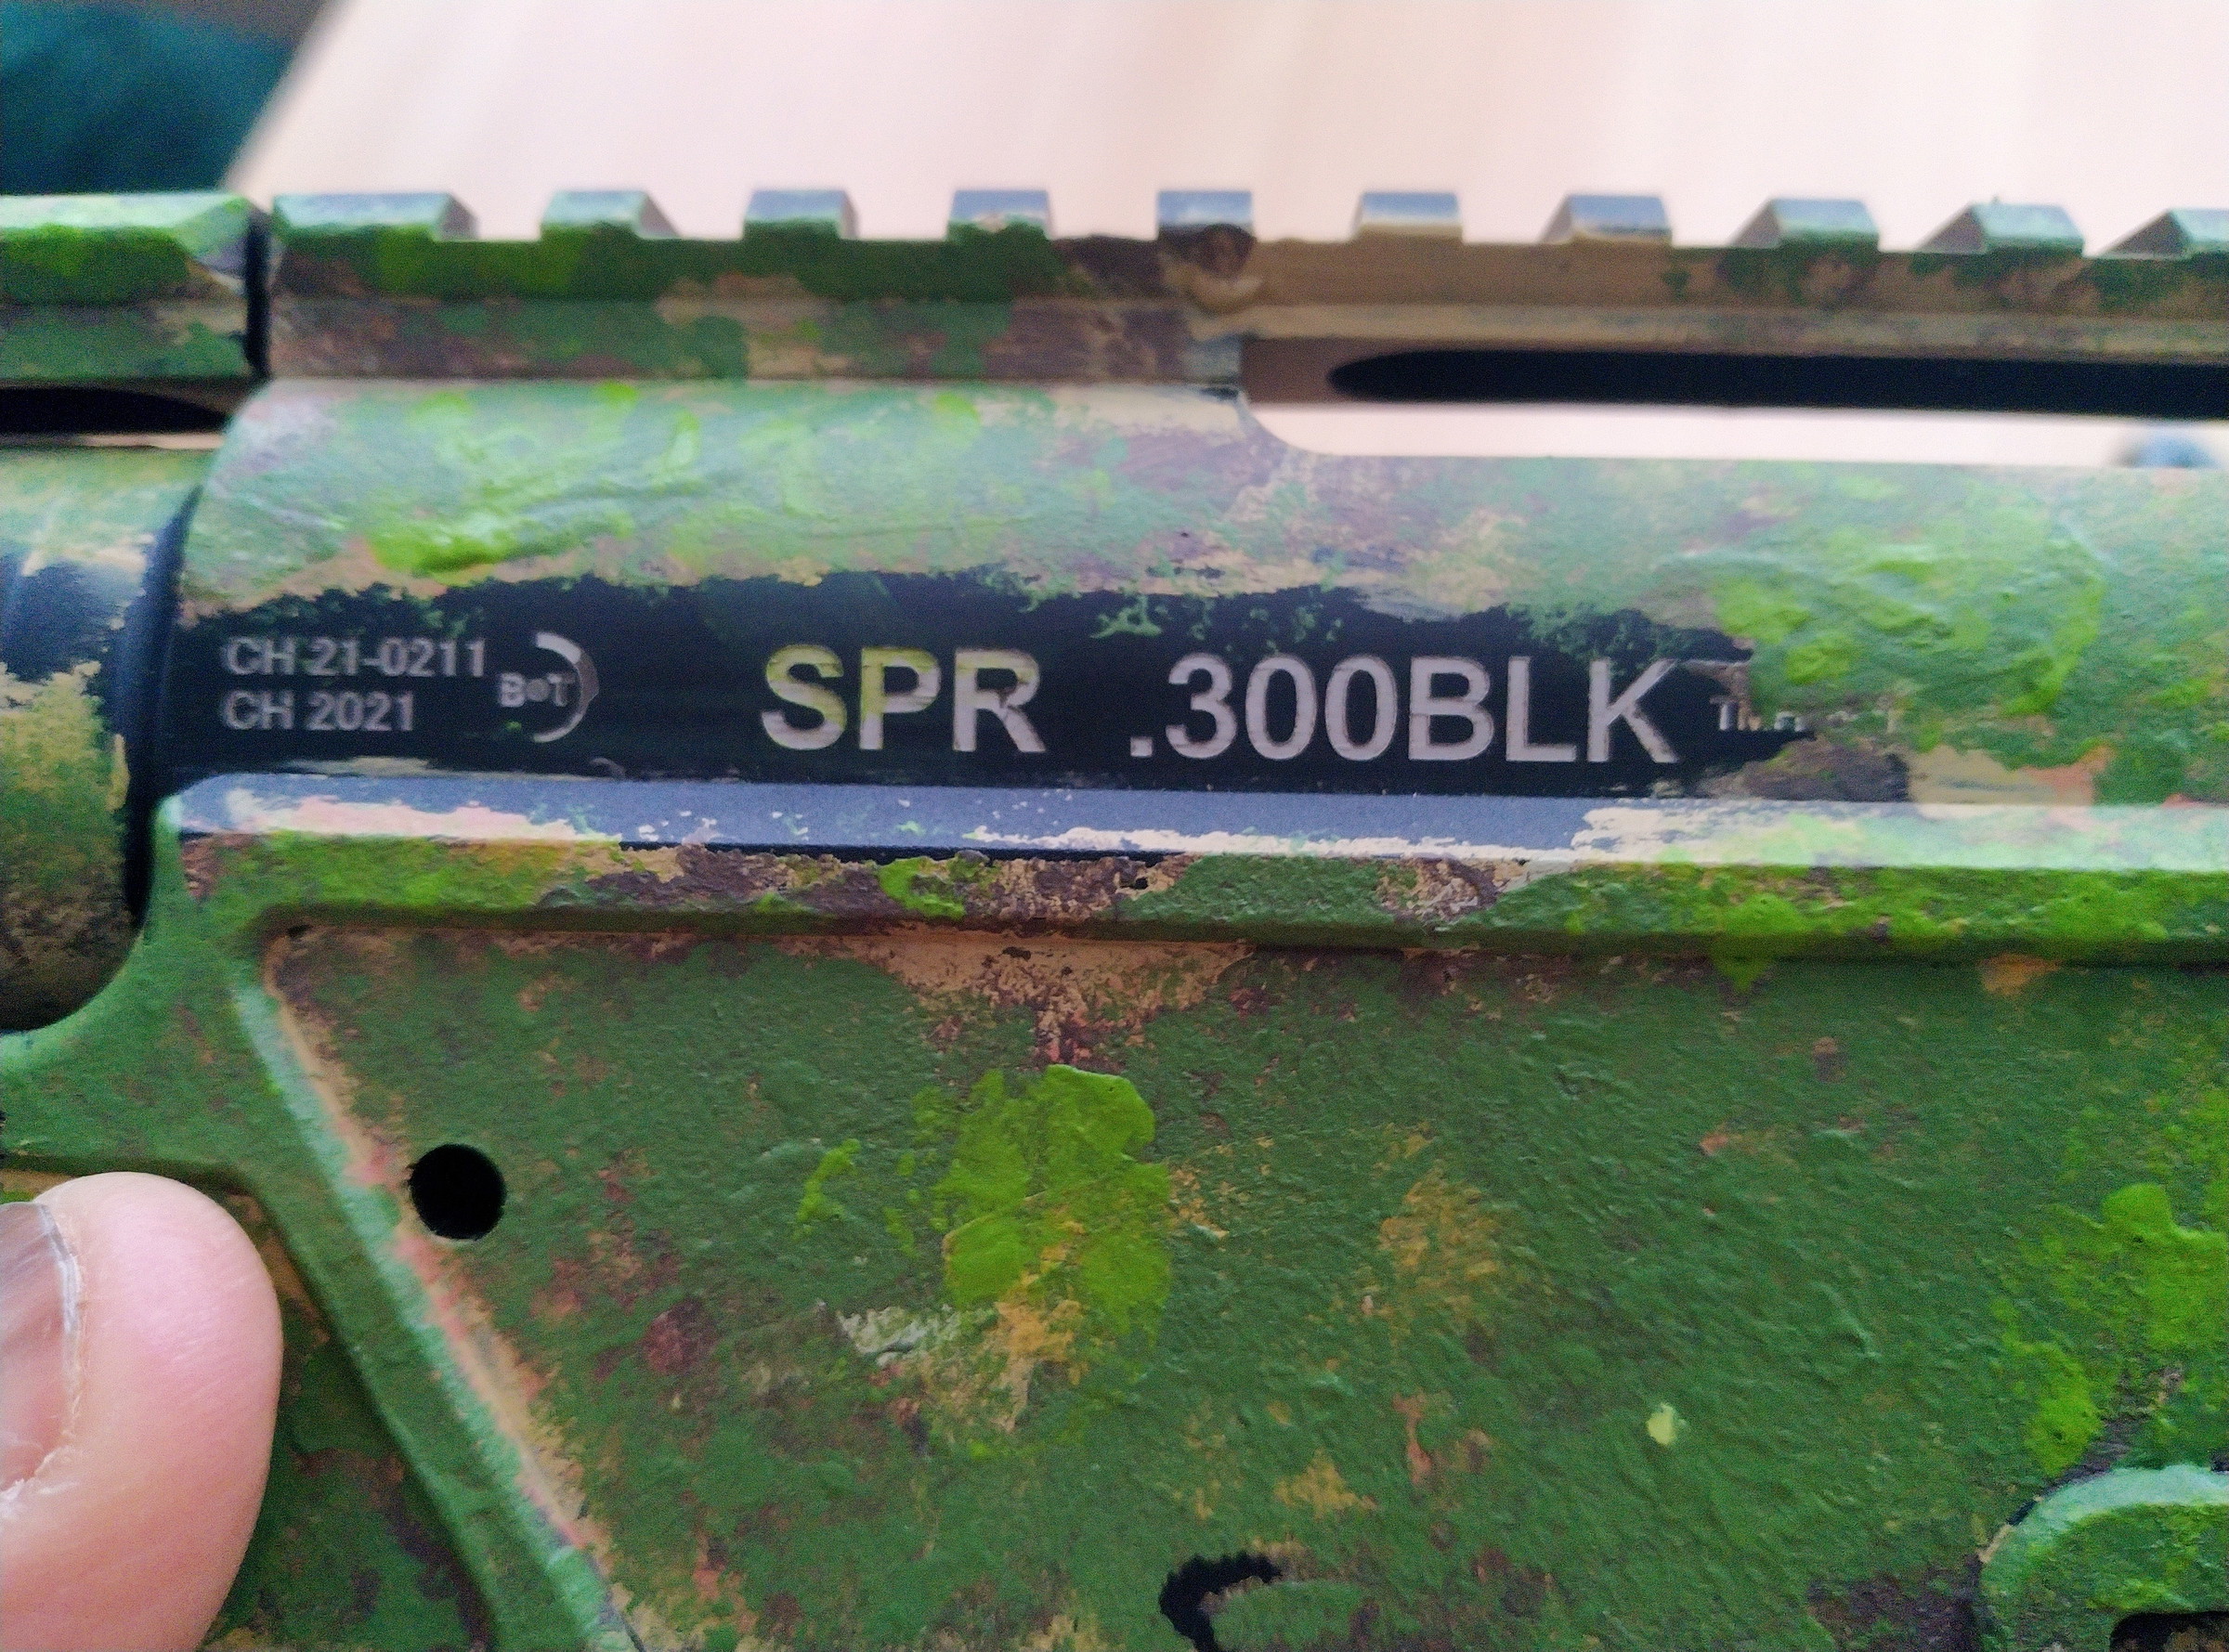 CH 21-0211
CH 2021
B●T
SPR .300BLK